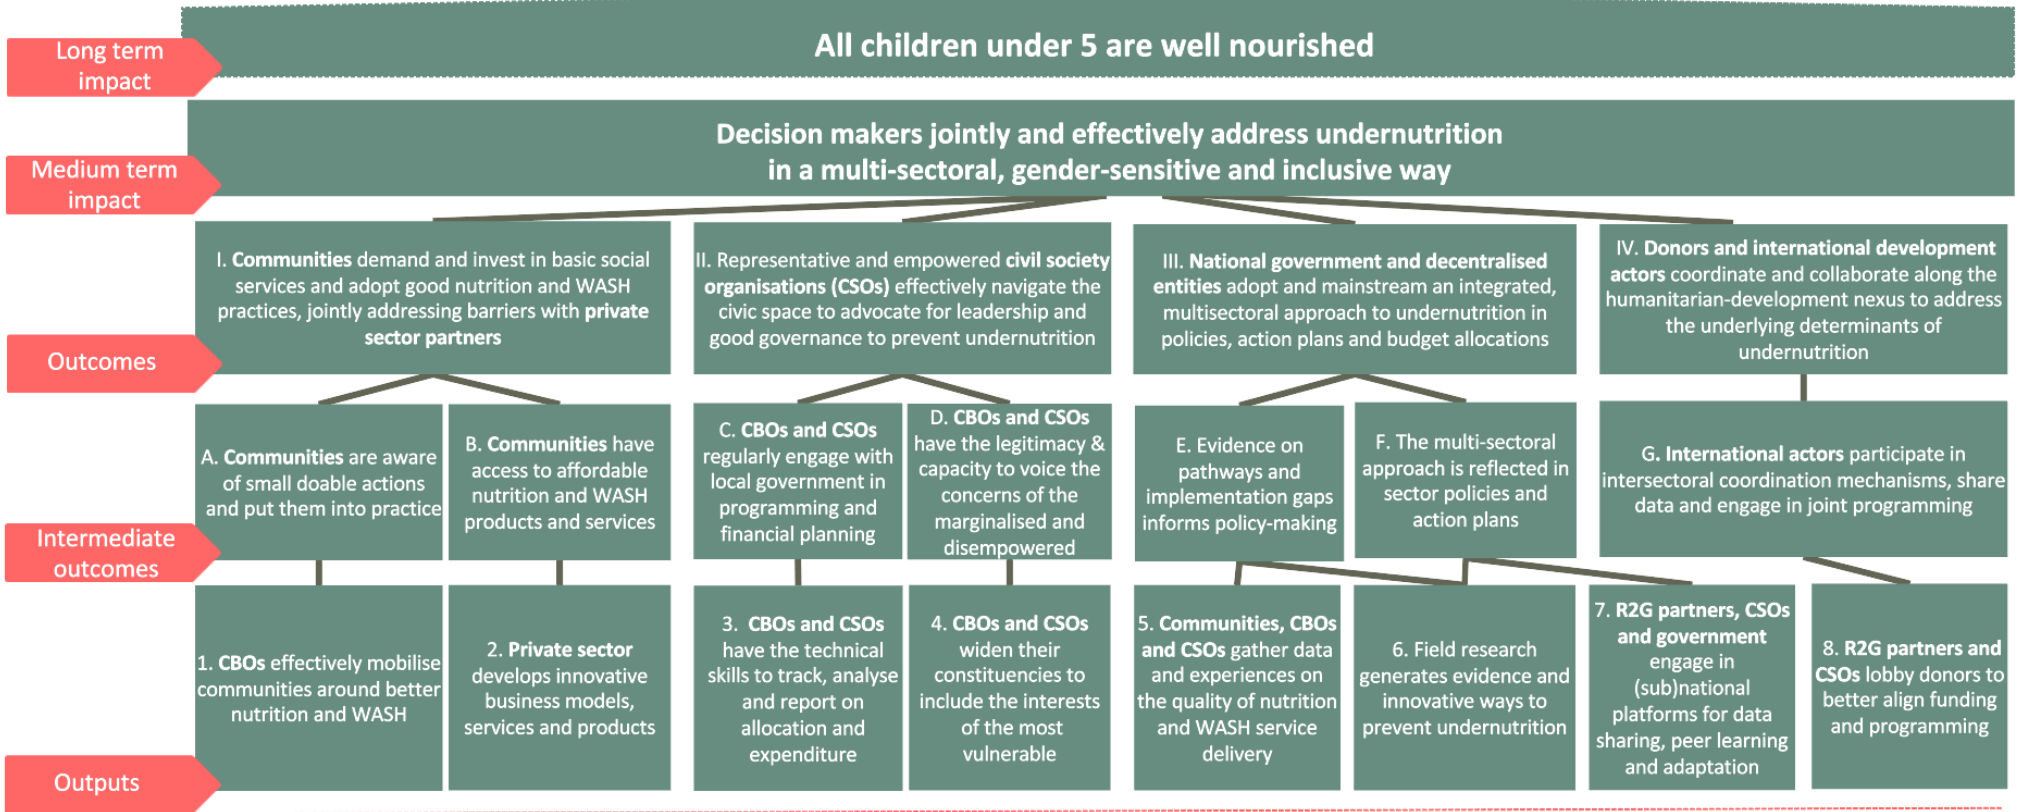 Long term
impact
All children under 5 are well nourished
Medium term
impact
Decision makers jointly and effectively address undernutrition
in a multi-sectoral, gender-sensitive and inclusive way
Outcomes
I. Communities demand and invest in basic social
services and adopt good nutrition and WASH
practices, jointly addressing barriers with private
sector partners
II. Representative and empowered civil society
organisations (CSOs) effectively navigate the
civic space to advocate for leadership and
good governance to prevent undernutrition
III. National government and decentralised
entities adopt and mainstream an integrated,
multisectoral approach to undernutrition in
policies, action plans and budget allocations
IV. Donors and international development
actors coordinate and collaborate along the
humanitarian-development nexus to address
the underlying determinants of
undernutrition
Intermediate
outcomes
A. Communities are aware
of small doable actions
and put them into practice
B. Communities have
access to affordable
nutrition and WASH
products and services
C. CBOs and CSOs
regularly engage with
local government in
programming and
financial planning
D. CBOs and CSOs
have the legitimacy &
capacity to voice the
concerns of the
marginalised and
disempowered
E. Evidence on
pathways and
implementation gaps
informs policy-making
F. The multi-sectoral
approach is reflected in
sector policies and
action plans
G. International actors participate in
intersectoral coordination mechanisms, share
data and engage in joint programming
Outputs
1. CBOs effectively mobilise
communities around better
nutrition and WASH
2. Private sector
develops innovative
business models,
services and products
3. CBOs and CSOs
have the technical
skills to track, analyse
and report on
allocation and
expenditure
4. CBOs and CSOs
widen their
constituencies to
include the interests
of the most
vulnerable
5. Communities, CBOs
and CSOs gather data
and experiences on
the quality of nutrition
and WASH service
delivery
6. Field research
generates evidence and
innovative ways to
prevent undernutrition
7. R2G partners, CSOs
and government
engage in
(sub)national
platforms for data
sharing, peer learning
and adaptation
8. R2G partners and
CSOs lobby donors to
better align funding
and programming